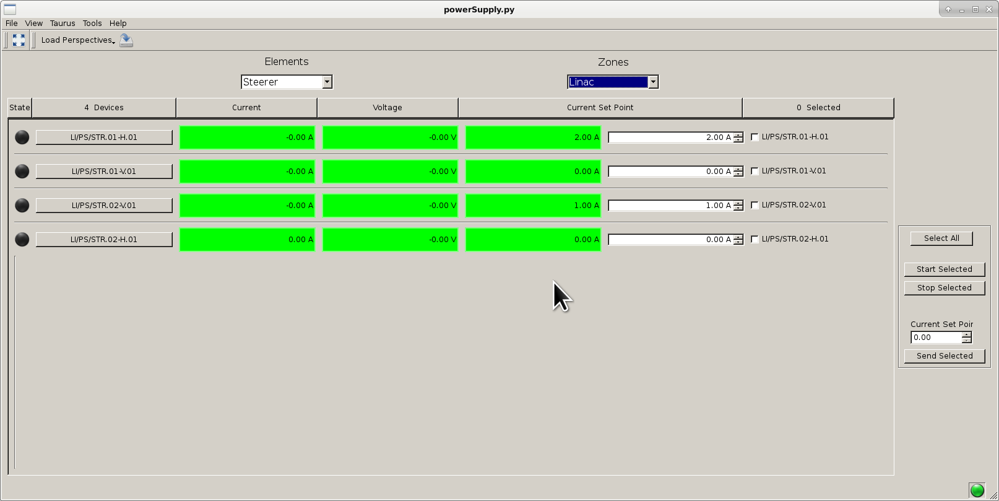 powerSupply.py
File View Taurus Tools Help
Load Perspectives
Elements Zones
Steerer Linac
State 4 Devices Current Voltage Current Set Point 0 Selected
LI/PS/STR.01-H.01 -0.00 A -0.00 V 2.00 A 2.00 A LI/PS/STR.01-H.01
LI/PS/STR.01-V.01 -0.00 A -0.00 V 0.00 A 0.00 A LI/PS/STR.01-V.01
LI/PS/STR.02-V.01 -0.00 A -0.00 V 1.00 A 1.00 A LI/PS/STR.02-V.01
LI/PS/STR.02-H.01 0.00 A -0.00 V 0.00 A 0.00 A LI/PS/STR.02-H.01
Select All
Start Selected
Stop Selected
Current Set Poir
0.00
Send Selected